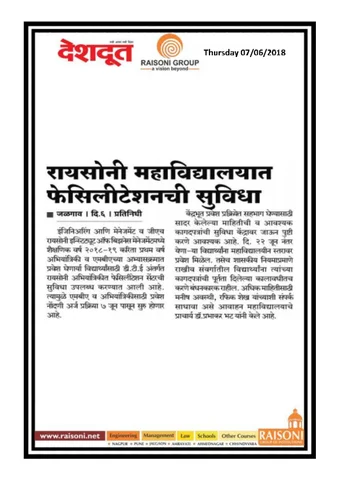 देशदूत
RAISONI GROUP
a vision beyond
Thursday 07/06/2018
रायसोनी महाविद्यालयात
फेसिलीटेशनची सुविधा
जळगाव | दि.६ | प्रतिनिधी
इंजिनिअरिंग आणि मेनेजमेंट व जीएच
रायसोनी इन्स्टिट्यूट ऑफ बिझनेस मेनेजमेंटमध्ये
शैक्षणिक वर्ष २०१८-१९ करिता प्रथम वर्ष
अभियांत्रिकी व एमबीएच्या अभ्यासक्रमास
प्रवेश घेणार्या विद्यार्थ्यांसाठी डी.टी.ई अंतर्गत
रायसोनी अभियांत्रिकीत फेसिलीटेशन सेंटरची
सुविधा उपलब्ध करण्यात आली आहे.
त्यामुळे एमबीए व अभियांत्रिकीसाठी प्रवेश
नोंदणी अर्ज प्रक्रिया ७ जून पासून सुरु होणार
आहे.
केंद्रभूत प्रवेश प्रक्रियेत सहभाग घेण्यासाठी
सादर केलेल्या माहितीची व आवश्यक
कागदपत्रांची सुविधा केंद्रावर जाऊन पुष्टी
करणे आवश्यक आहे. दि. २२ जून नंतर
येणा-या विद्यार्थ्यांना महाविद्यालयीन स्तरावर
प्रवेश मिळेल. तसेच शासकीय नियमाप्रमाणे
राखीव संवर्गातील विद्यार्थ्यांना त्यांच्या
कागदपत्रांची पूर्तता दिलेल्या कालावधीतच
करणे बंधनकारक राहील. अधिक माहितीसाठी
मनीष अवस्थी, रफिक शेख यांच्याशी संपर्क
साधावा असे आवाहन महाविद्यालयाचे
प्राचार्य डॉ.प्रभाकर भट यांनी केले आहे.
www.raisoni.net Engineering Management Law Schools Other Courses RAISONI
NAGPUR PUNE JALGAON AMRAVATI AHMEDNAGAR CHHINDWARA